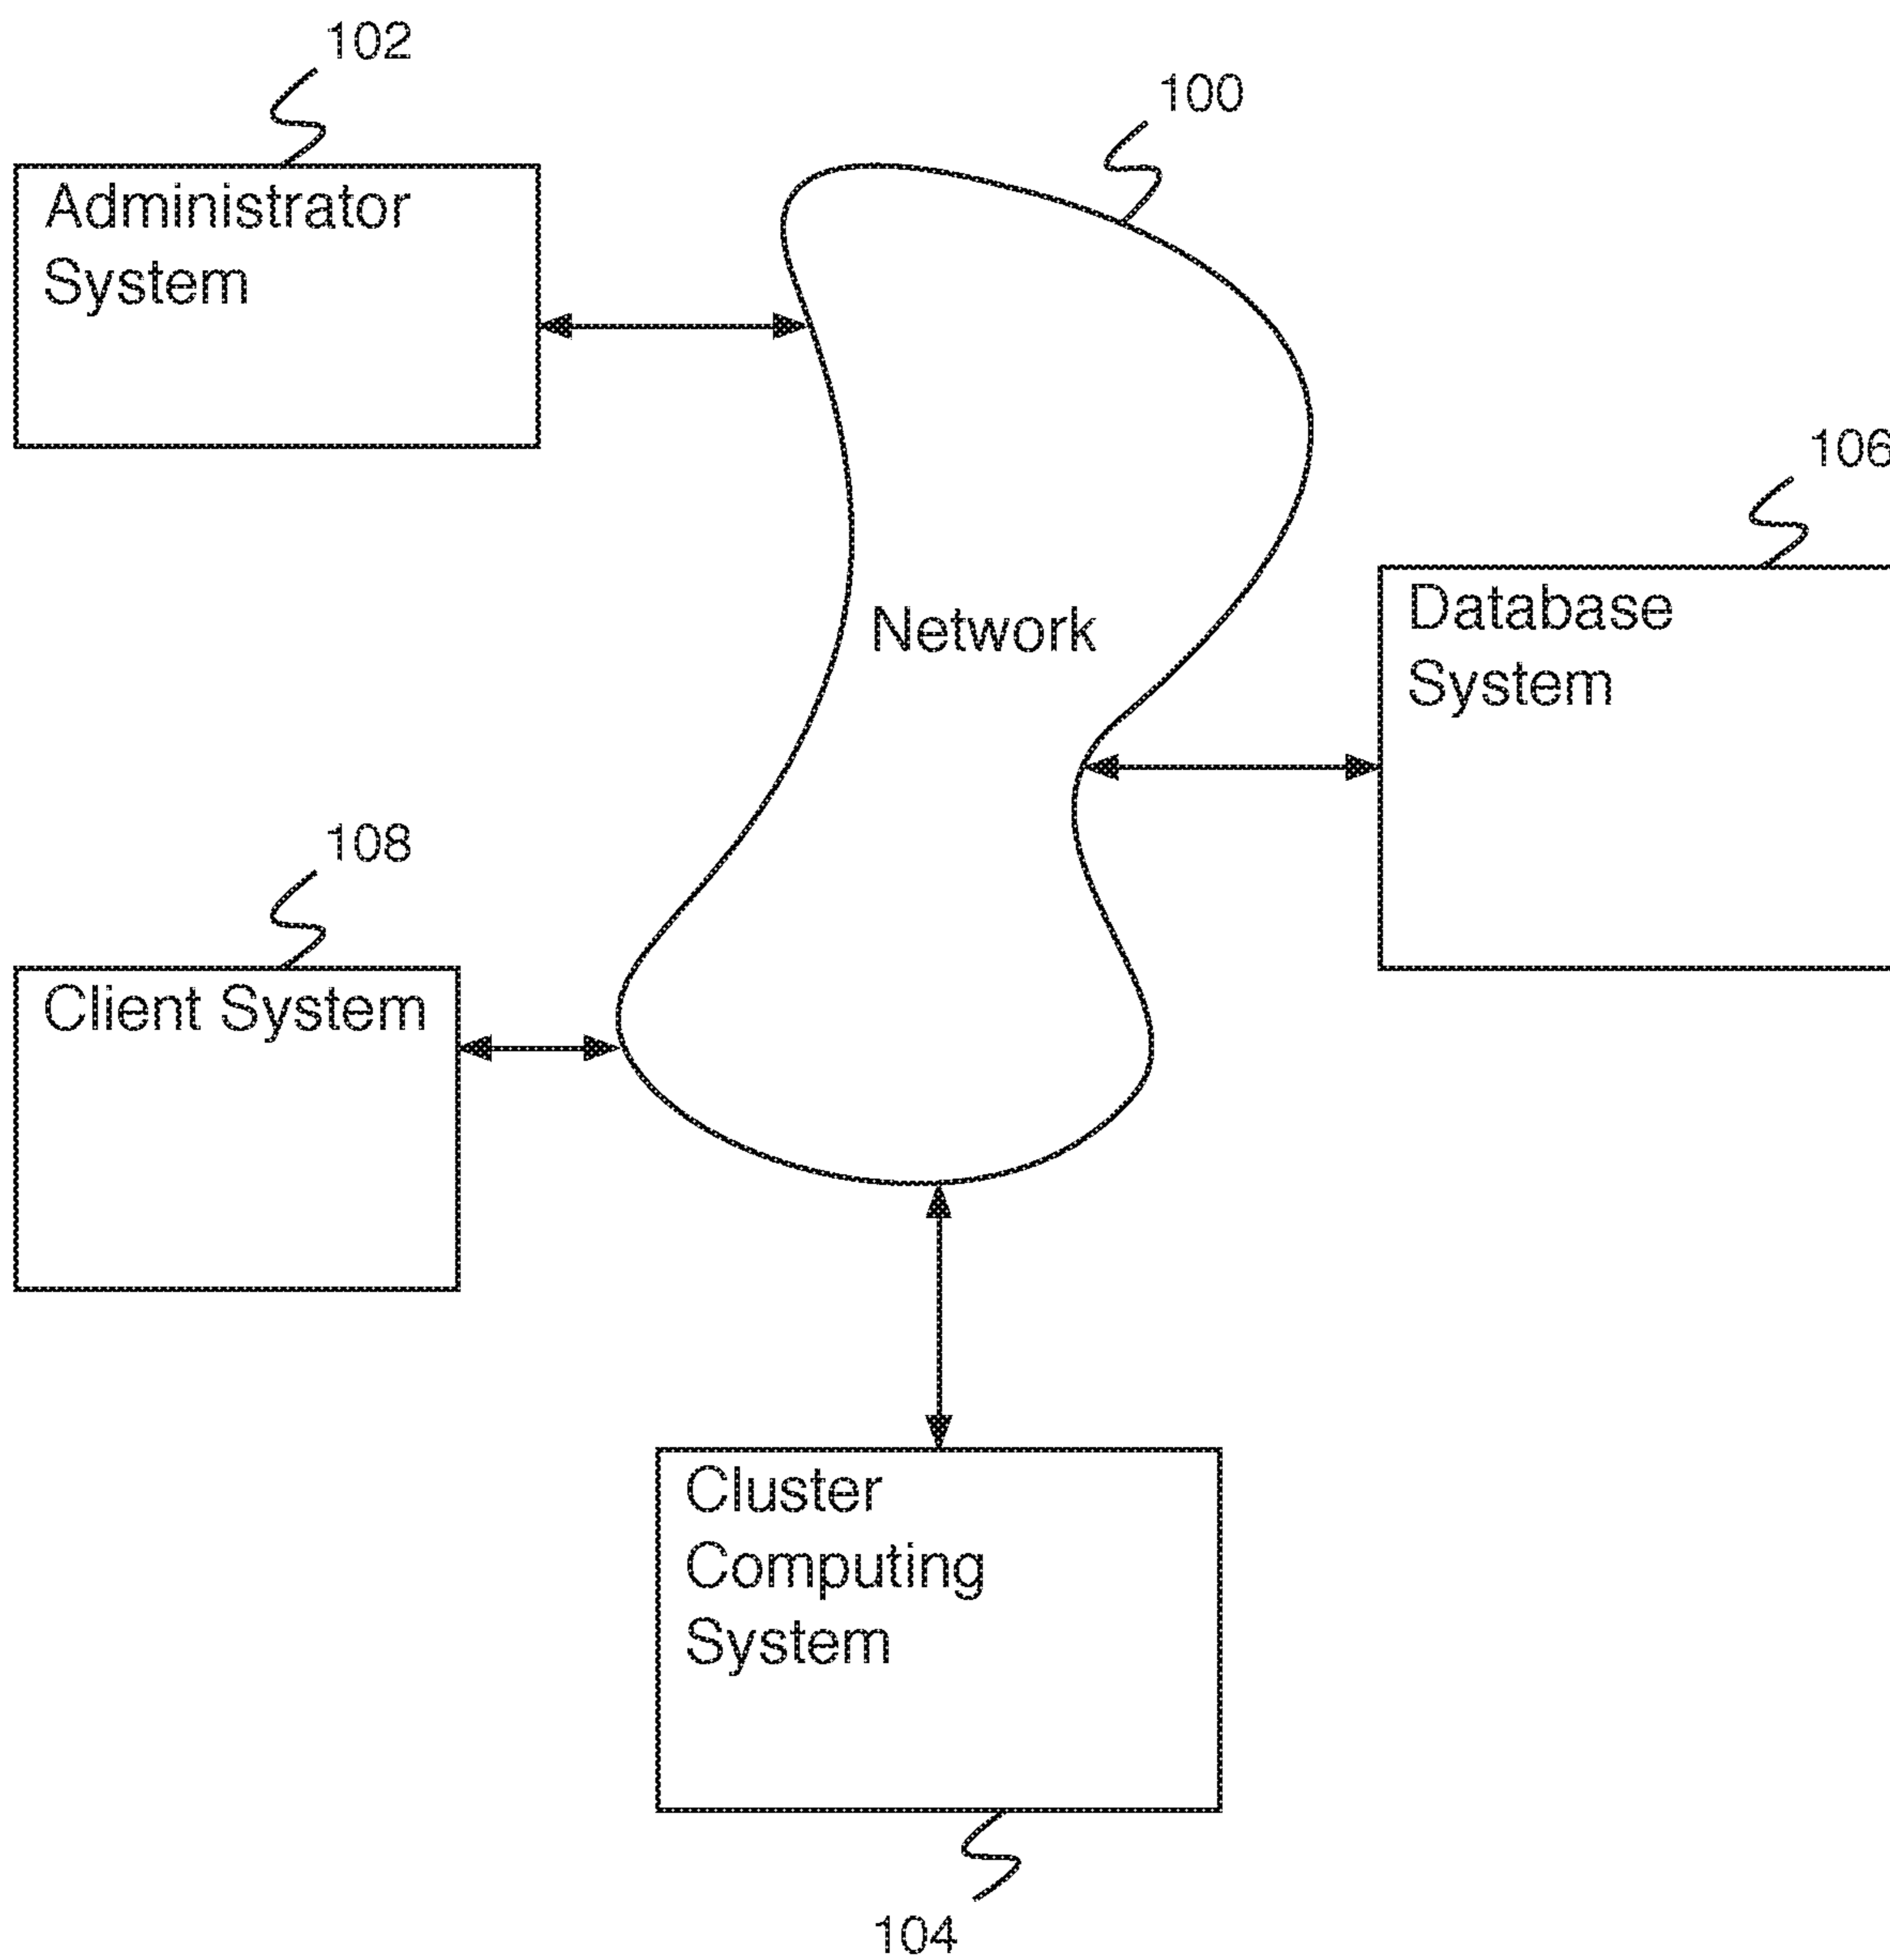 102
100
Administrator
System
106
Network
Database
System
108
Client System
Cluster
Computing
System
104